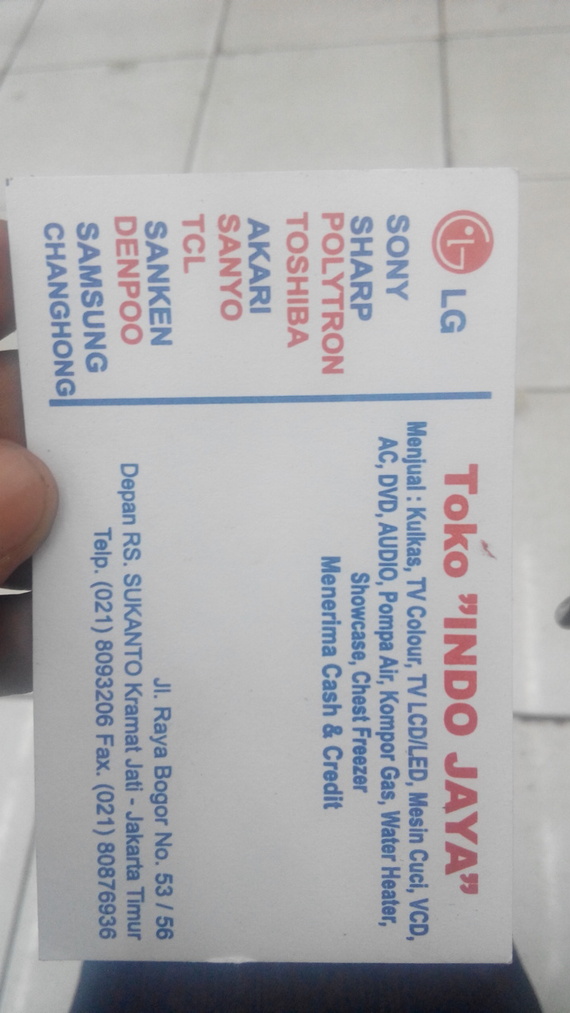 LG
SONY
SHARP
POLYTRON
TOSHIBA
AKARI
SANYO
TCL
SANKEN
DENPOO
SAMSUNG
CHANGHONG
Toko "INDO JAYA"
Menjual : Kulkas, TV Colour, TV LCD/LED, Mesin Cuci, VCD,
AC, DVD, AUDIO, Pompa Air, Kompor Gas, Water Heater,
Showcase, Chest Freezer
Menerima Cash & Credit
Jl. Raya Bogor No. 53 / 56
Depan RS. SUKANTO Kramat Jati - Jakarta Timur
Telp. (021) 8093206 Fax. (021) 80876936